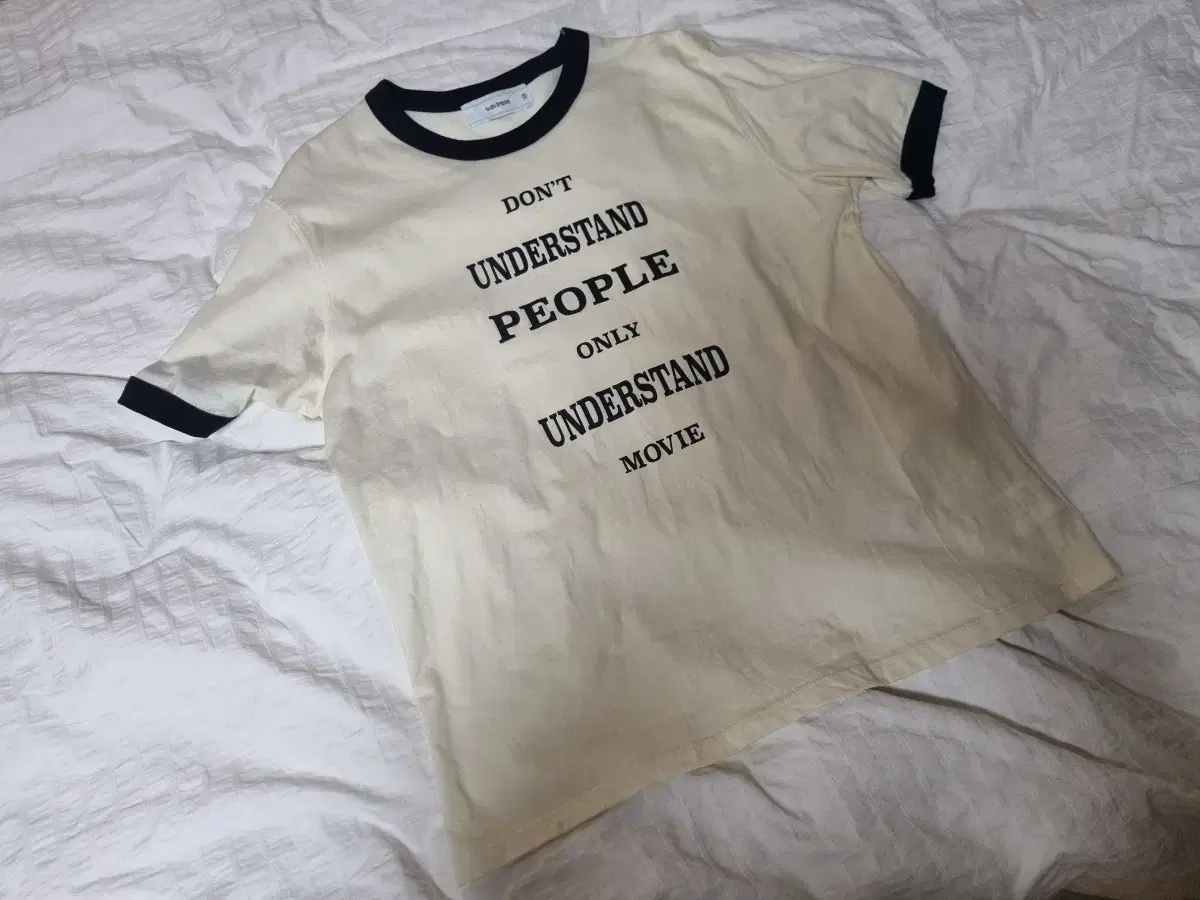 DON'T
UNDERSTAND
PEOPLE
ONLY
UNDERSTAND
MOVIE